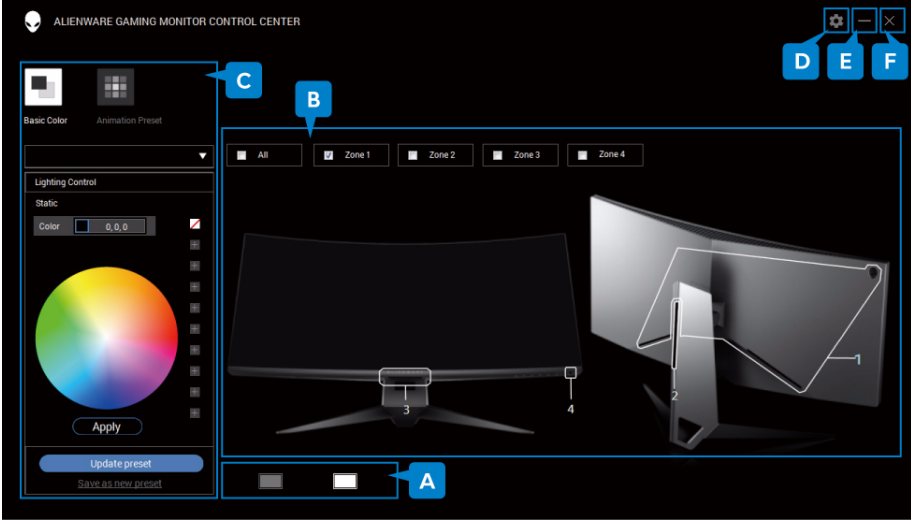 ALIENWARE GAMING MONITOR CONTROL CENTER
D
E
F
C
B
Basic Color
Animation Preset
All
Zone 1
Zone 2
Zone 3
Zone 4
Lighting Control
Static
Color
0, 0, 0
1
2
3
4
Apply
Update preset
Save as new preset
A